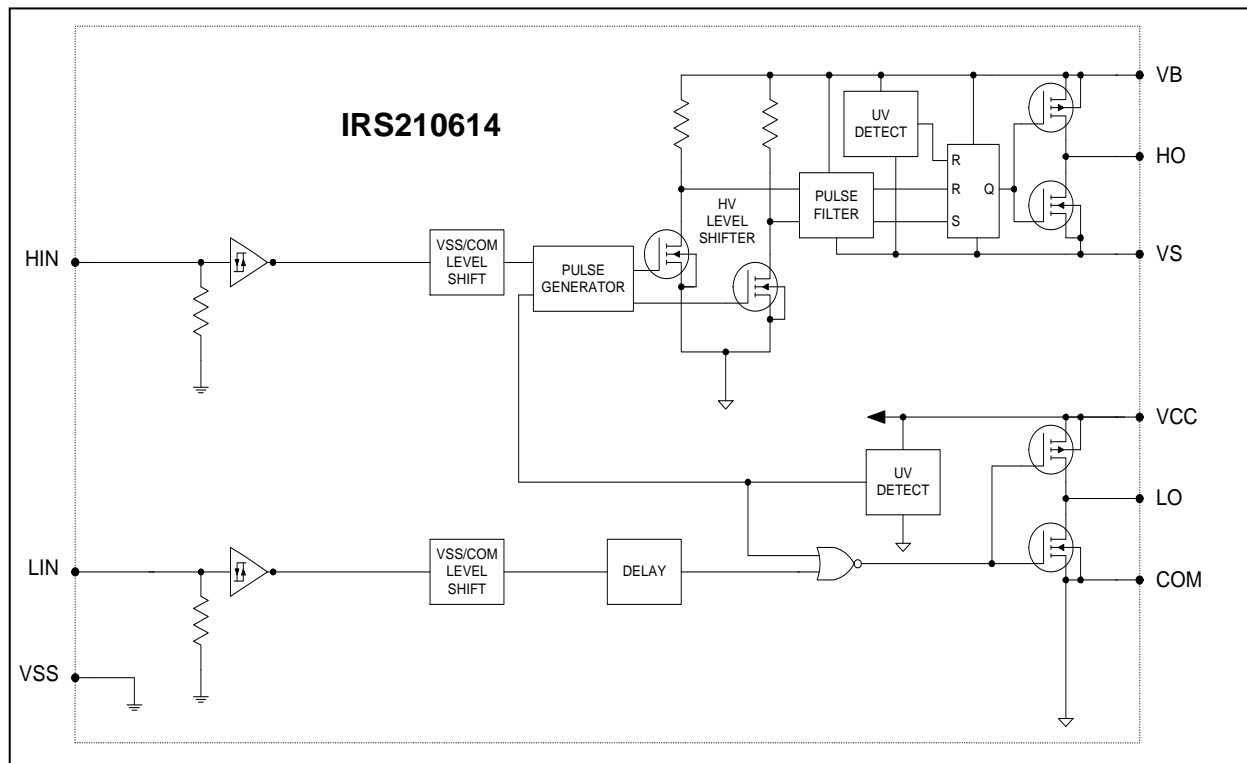 IRS210614
VB
UV
DETECT
HO
R
R
S
Q
PULSE
FILTER
HV
LEVEL
SHIFTER
VS
HIN
VSS/COM
LEVEL
SHIFT
PULSE
GENERATOR
VCC
UV
DETECT
LO
LIN
VSS/COM
LEVEL
SHIFT
DELAY
COM
VSS